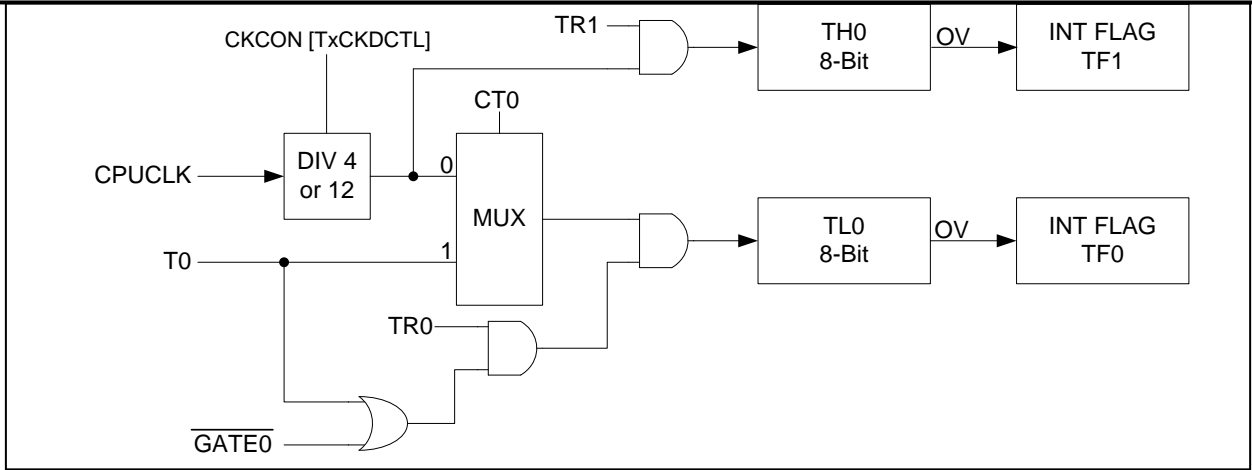 TR1
TH0
8-Bit
OV
INT FLAG
TF1
CKCON [TxCKDCTL]
CT0
CPUCLK
DIV 4
or 12
0
MUX
1
T0
TL0
8-Bit
OV
INT FLAG
TF0
TR0
GATE0